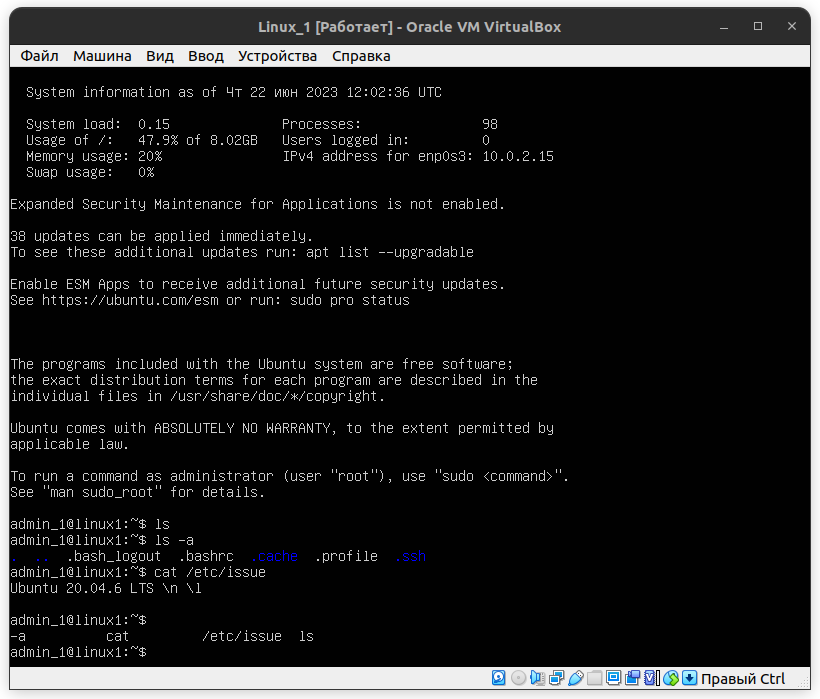 Linux_1 [Работает] - Oracle VM VirtualBox
Файл Машина Вид Ввод Устройства Справка
System information as of Чт 22 июн 2023 12:02:36 UTC
System load: 0.15 Processes: 98
Usage of /: 47.9% of 8.02GB Users logged in: 0
Memory usage: 20% IPv4 address for enp0s3: 10.0.2.15
Swap usage: 0%
Expanded Security Maintenance for Applications is not enabled.
38 updates can be applied immediately.
To see these additional updates run: apt list --upgradable
Enable ESM Apps to receive additional future security updates.
See https://ubuntu.com/esm or run: sudo pro status
The programs included with the Ubuntu system are free software;
the exact distribution terms for each program are described in the
individual files in /usr/share/doc/*/copyright.
Ubuntu comes with ABSOLUTELY NO WARRANTY, to the extent permitted by
applicable law.
To run a command as administrator (user "root"), use "sudo <command>".
See "man sudo_root" for details.
admin_1@linux1:~$ ls
admin_1@linux1:~$ ls -a
. .. .bash_logout .bashrc .cache .profile .ssh
admin_1@linux1:~$ cat /etc/issue
Ubuntu 20.04.6 LTS \n \l
admin_1@linux1:~$
-a cat /etc/issue ls
admin_1@linux1:~$
Правый Ctrl